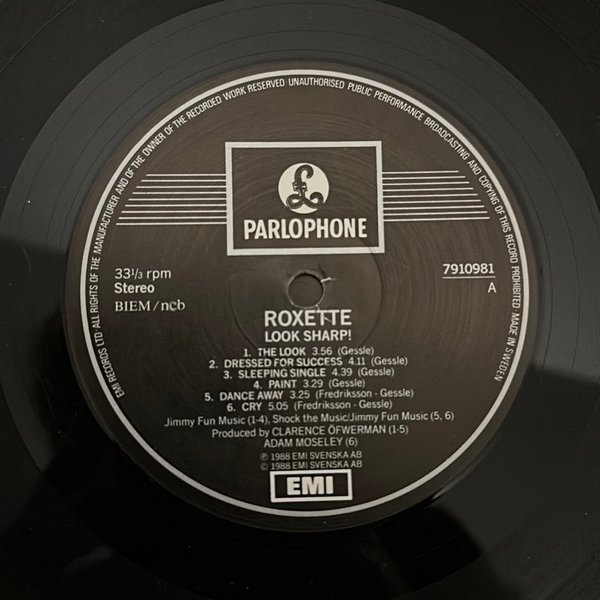 EMI RECORDS LTD· ALL RIGHTS OF THE MANUFACTURER AND OF THE OWNER OF THE RECORDED WORK RESERVED· UNAUTHORISED PUBLIC PERFORMANCE BROADCASTING AND COPYING OF THIS RECORD PROHIBITED· MADE IN SWEDEN
£
PARLOPHONE
33⅓ rpm
Stereo
BIEM/ncb
7910981
A
ROXETTE
LOOK SHARP!
1. THE LOOK 3.56 (Gessle)
2. DRESSED FOR SUCCESS 4.11 (Gessle)
3. SLEEPING SINGLE 4.39 (Gessle)
4. PAINT 3.29 (Gessle)
5. DANCE AWAY 3.25 (Fredriksson - Gessle)
6. CRY 5.05 (Fredriksson - Gessle)
Jimmy Fun Music (1-4), Shock the Music/Jimmy Fun Music (5, 6)
Produced by CLARENCE ÖFWERMAN (1-5)
ADAM MOSELEY (6)
℗ 1988 EMI SVENSKA AB
© 1988 EMI SVENSKA AB
EMI